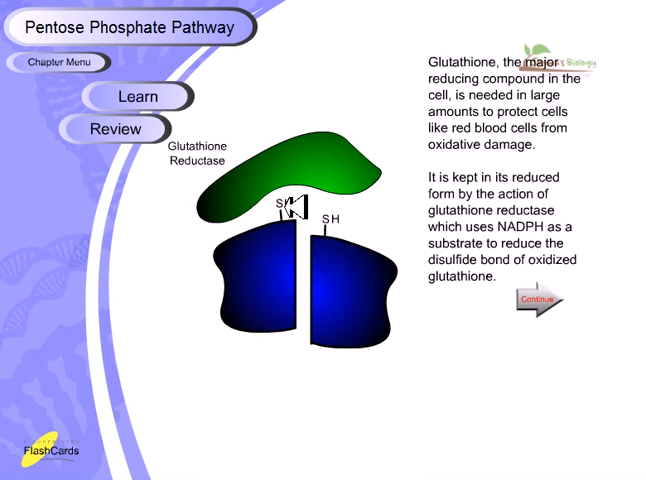 Pentose Phosphate Pathway
Chapter Menu
Learn
Review
Glutathione
Reductase
SH
Glutathione, the major
reducing compound in the
cell, is needed in large
amounts to protect cells
like red blood cells from
oxidative damage.
It is kept in its reduced
form by the action of
glutathione reductase
which uses NADPH as a
substrate to reduce the
disulfide bond of oxidized
glutathione.
Continue
FlashCards
Biology